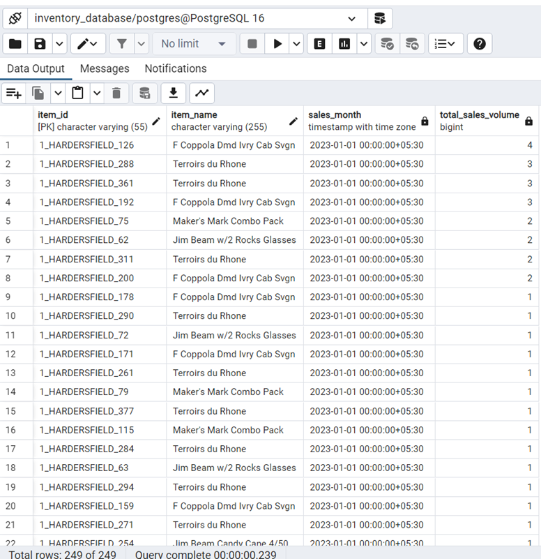 inventory_database/postgres@PostgreSQL 16
No limit
E
Data Output Messages Notifications
item_id item_name sales_month total_sales_volume
[PK] character varying (55) character varying (255) timestamp with time zone bigint
1 1_HARDERSFIELD_126 F Coppola Dmd Ivry Cab Svgn 2023-01-01 00:00:00+05:30 4
2 1_HARDERSFIELD_288 Terroirs du Rhone 2023-01-01 00:00:00+05:30 3
3 1_HARDERSFIELD_361 Terroirs du Rhone 2023-01-01 00:00:00+05:30 3
4 1_HARDERSFIELD_192 F Coppola Dmd Ivry Cab Svgn 2023-01-01 00:00:00+05:30 3
5 1_HARDERSFIELD_75 Maker's Mark Combo Pack 2023-01-01 00:00:00+05:30 2
6 1_HARDERSFIELD_62 Jim Beam w/2 Rocks Glasses 2023-01-01 00:00:00+05:30 2
7 1_HARDERSFIELD_311 Terroirs du Rhone 2023-01-01 00:00:00+05:30 2
8 1_HARDERSFIELD_200 F Coppola Dmd Ivry Cab Svgn 2023-01-01 00:00:00+05:30 2
9 1_HARDERSFIELD_178 F Coppola Dmd Ivry Cab Svgn 2023-01-01 00:00:00+05:30 1
10 1_HARDERSFIELD_290 Terroirs du Rhone 2023-01-01 00:00:00+05:30 1
11 1_HARDERSFIELD_72 Jim Beam w/2 Rocks Glasses 2023-01-01 00:00:00+05:30 1
12 1_HARDERSFIELD_171 F Coppola Dmd Ivry Cab Svgn 2023-01-01 00:00:00+05:30 1
13 1_HARDERSFIELD_261 Terroirs du Rhone 2023-01-01 00:00:00+05:30 1
14 1_HARDERSFIELD_79 Maker's Mark Combo Pack 2023-01-01 00:00:00+05:30 1
15 1_HARDERSFIELD_377 Terroirs du Rhone 2023-01-01 00:00:00+05:30 1
16 1_HARDERSFIELD_115 Maker's Mark Combo Pack 2023-01-01 00:00:00+05:30 1
17 1_HARDERSFIELD_284 Terroirs du Rhone 2023-01-01 00:00:00+05:30 1
18 1_HARDERSFIELD_63 Jim Beam w/2 Rocks Glasses 2023-01-01 00:00:00+05:30 1
19 1_HARDERSFIELD_294 Terroirs du Rhone 2023-01-01 00:00:00+05:30 1
20 1_HARDERSFIELD_159 F Coppola Dmd Ivry Cab Svgn 2023-01-01 00:00:00+05:30 1
21 1_HARDERSFIELD_271 Terroirs du Rhone 2023-01-01 00:00:00+05:30 1
22 1_HARDERSFIELD_254 Jim Beam Candy Cane 4/50 2023-01-01 00:00:00+05:30 1
Total rows: 249 of 249 Query complete 00:00:00.239